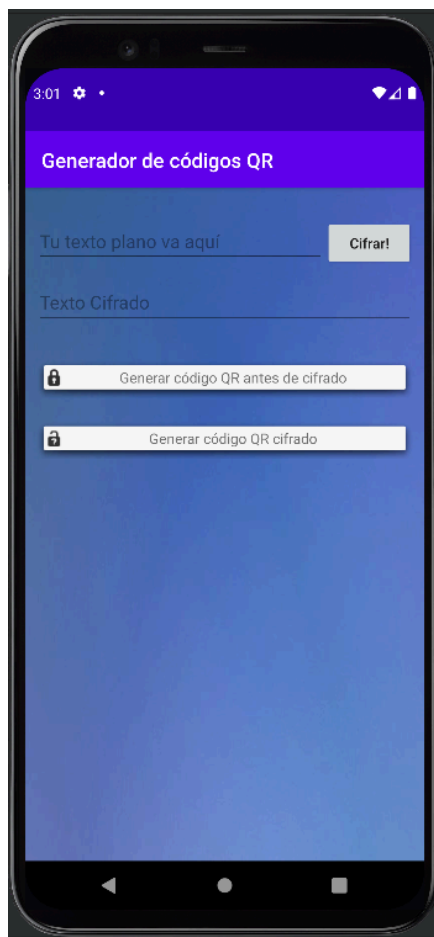 3:01
Generador de códigos QR
Tu texto plano va aquí
Cifrar!
Texto Cifrado
Generar código QR antes de cifrado
Generar código QR cifrado